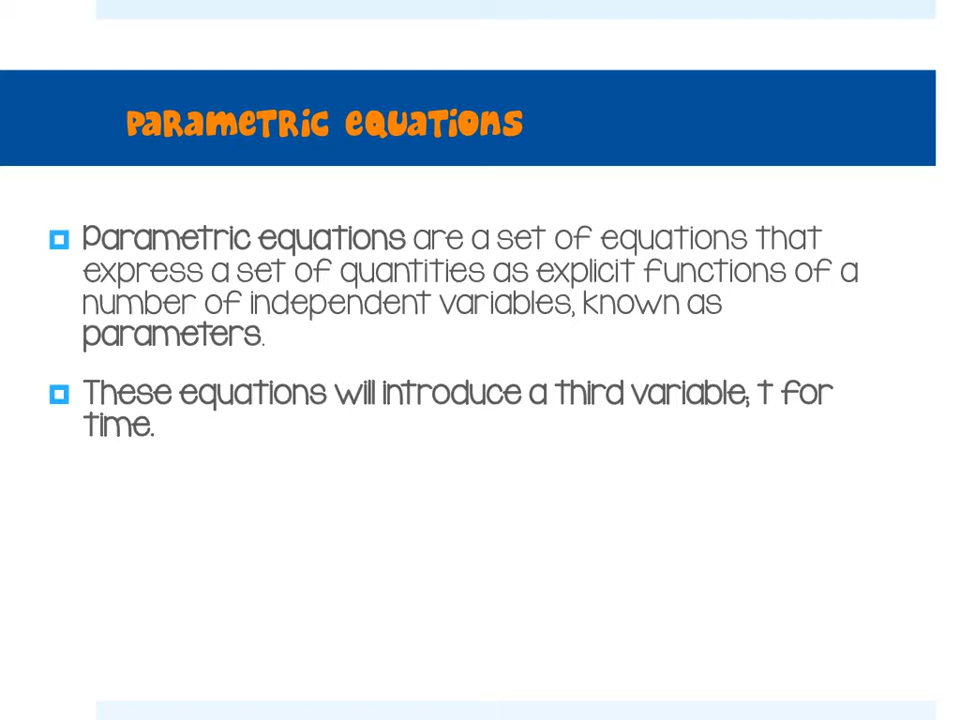 Parametric Equations
Parametric equations are a set of equations that
express a set of quantities as explicit functions of a
number of independent variables, known as
parameters.
These equations will introduce a third variable, t for
time.